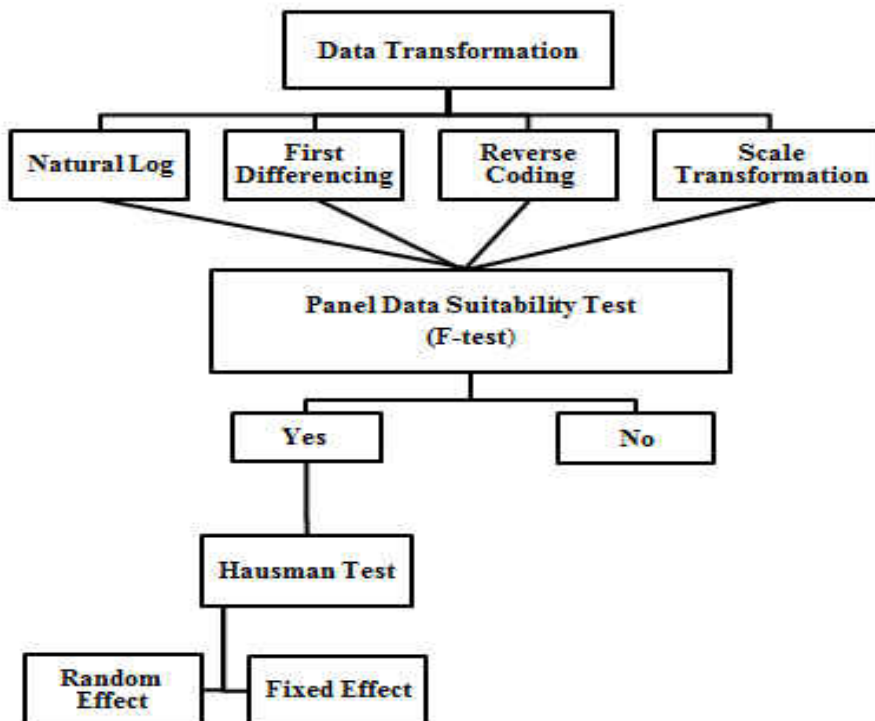 Data Transformation
Natural Log
First
Differencing
Reverse
Coding
Scale
Transformation
Panel Data Suitability Test
(F-test)
Yes
No
Hausman Test
Random
Effect
Fixed Effect